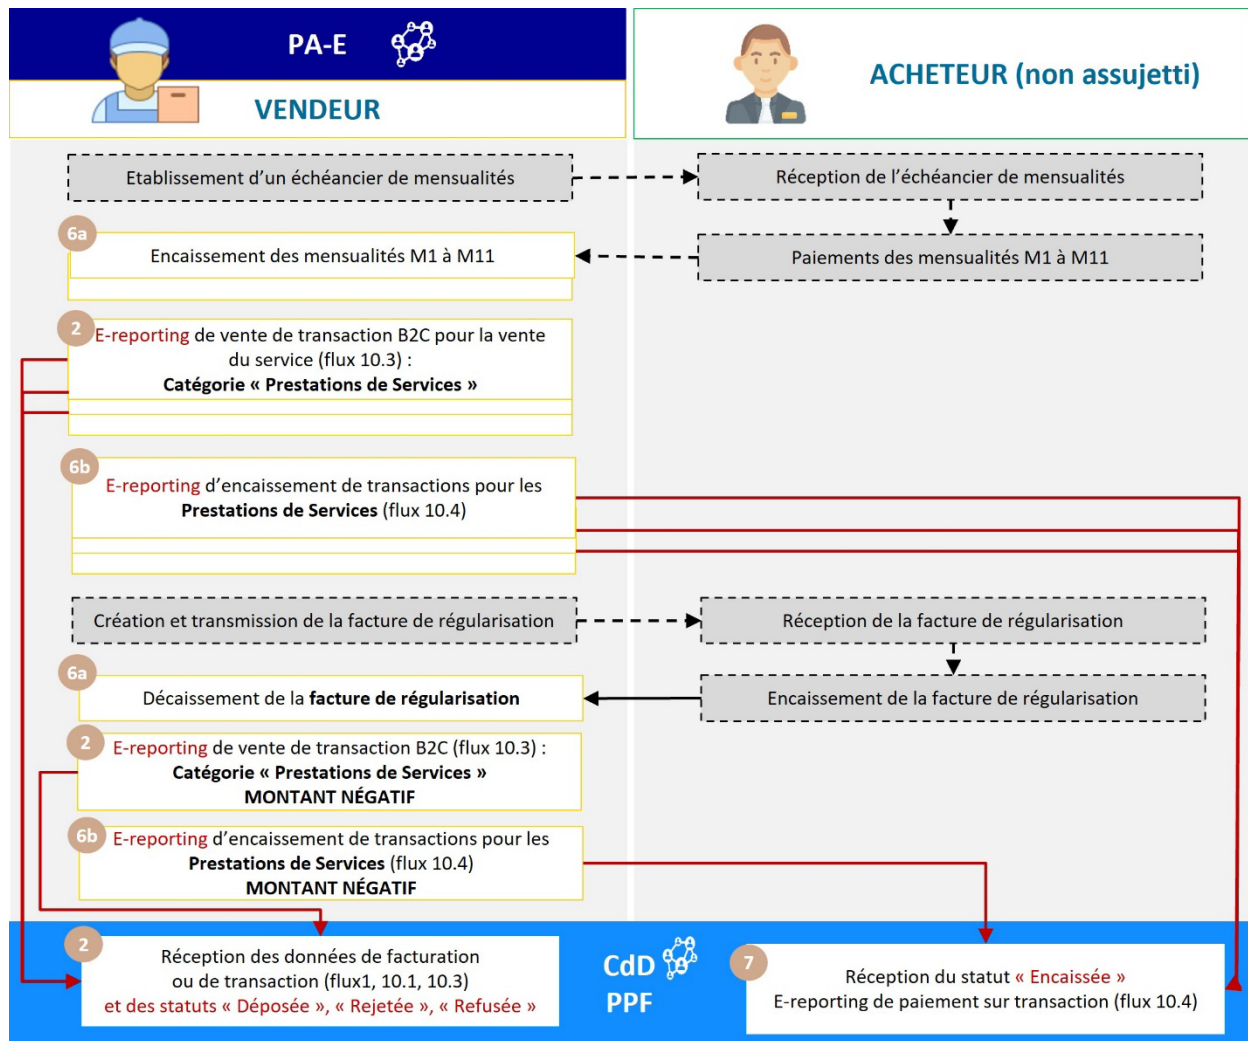 PA-E
VENDEUR
ACHETEUR (non assujetti)
Etablissement d'un échéancier de mensualités
Réception de l'échéancier de mensualités
6a
Encaissement des mensualités M1 à M11
Paiements des mensualités M1 à M11
2
E-reporting de vente de transaction B2C pour la vente
du service (flux 10.3) :
Catégorie « Prestations de Services »
6b
E-reporting d'encaissement de transactions pour les
Prestations de Services (flux 10.4)
Création et transmission de la facture de régularisation
Réception de la facture de régularisation
6a
Décaissement de la facture de régularisation
Encaissement de la facture de régularisation
2
E-reporting de vente de transaction B2C (flux 10.3) :
Catégorie « Prestations de Services »
MONTANT NÉGATIF
6b
E-reporting d'encaissement de transactions pour les
Prestations de Services (flux 10.4)
MONTANT NÉGATIF
2
Réception des données de facturation
ou de transaction (flux1, 10.1, 10.3)
et des statuts « Déposée », « Rejetée », « Refusée »
CdD
PPF
7
Réception du statut « Encaissée »
E-reporting de paiement sur transaction (flux 10.4)